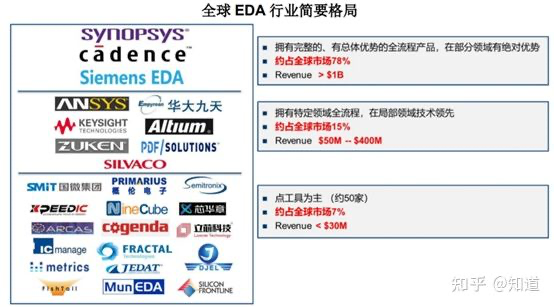 全球 EDA 行业简要格局
SYNOPSYS
cādence
Siemens EDA
拥有完整的、有总体优势的全流程产品，在部分领域有绝对优势
约占全球市场78%
Revenue > $1B
ANSYS Empyrean 华大九天
KEYSIGHT TECHNOLOGIES Altium
ZUKEN PDF/SOLUTIONS
SILVACO
拥有特定领域全流程，在局部领域技术领先
约占全球市场15%
Revenue $50M -- $400M
SMiT 国微集团 PRIMARIUS 概伦电子 Semitronix
XPEEDIC NineCube 芯华章
ARCAS cogenda 立芯科技
IC manage FRACTAL Technologies DJEL
metrics JEDAT
FishTail MunEDA SILICON FRONTLINE
点工具为主 （约50家）
约占全球市场7%
Revenue < $30M
知乎 @知道